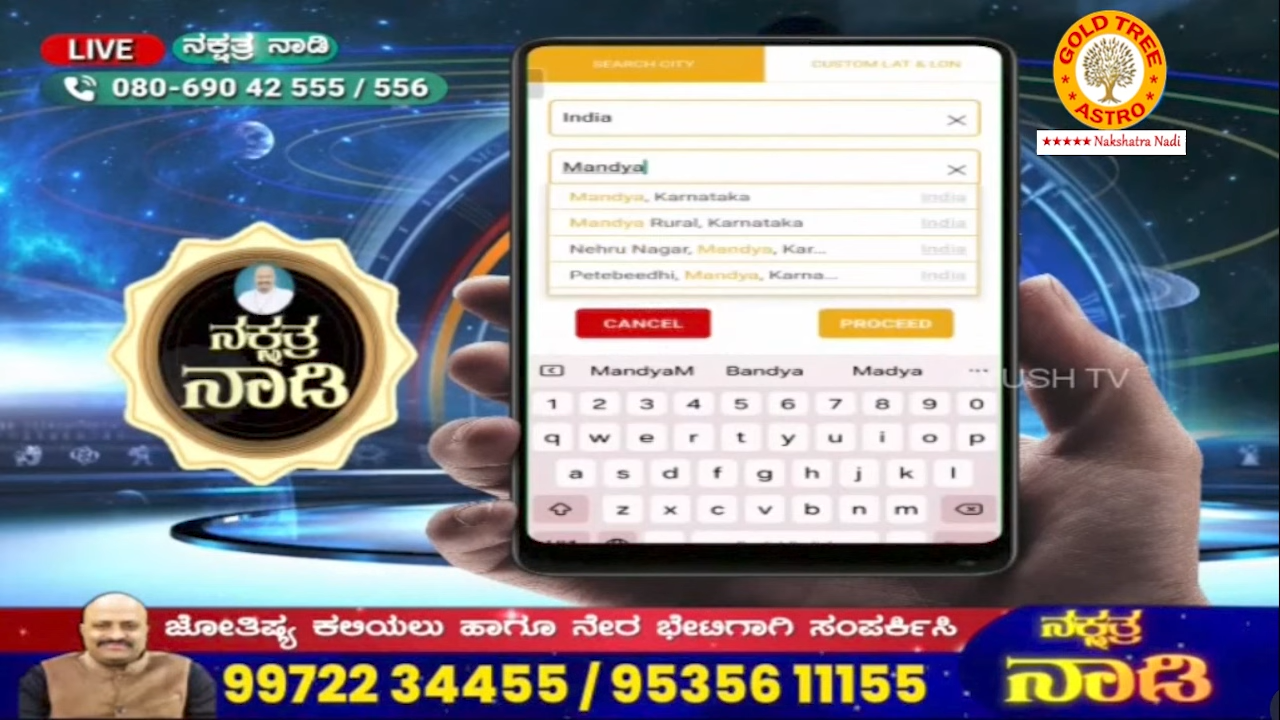 LIVE ನಕ್ಷತ್ರ ನಾಡಿ
080-690 42 555 / 556
GOLD TREE
ASTRO
★★★★★ Nakshatra Nadi
SEARCH CITY CUSTOM LAT & LON
India
Mandya
Mandya, Karnataka India
Mandya Rural, Karnataka India
Nehru Nagar, Mandya, Kar... India
Petebeedhi, Mandya, Karna... India
CANCEL PROCEED
MandyaM Bandya Madya ...
USH TV
1 2 3 4 5 6 7 8 9 0
q w e r t y u i o p
a s d f g h j k l
z x c v b n m
ನಕ್ಷತ್ರ
ನಾಡಿ
ಜೋತಿಷ್ಯ ಕಲಿಯಲು ಹಾಗೂ ನೇರ ಭೇಟಿಗಾಗಿ ಸಂಪರ್ಕಿಸಿ
99722 34455 / 95356 11155
ನಕ್ಷತ್ರ
ನಾಡಿ